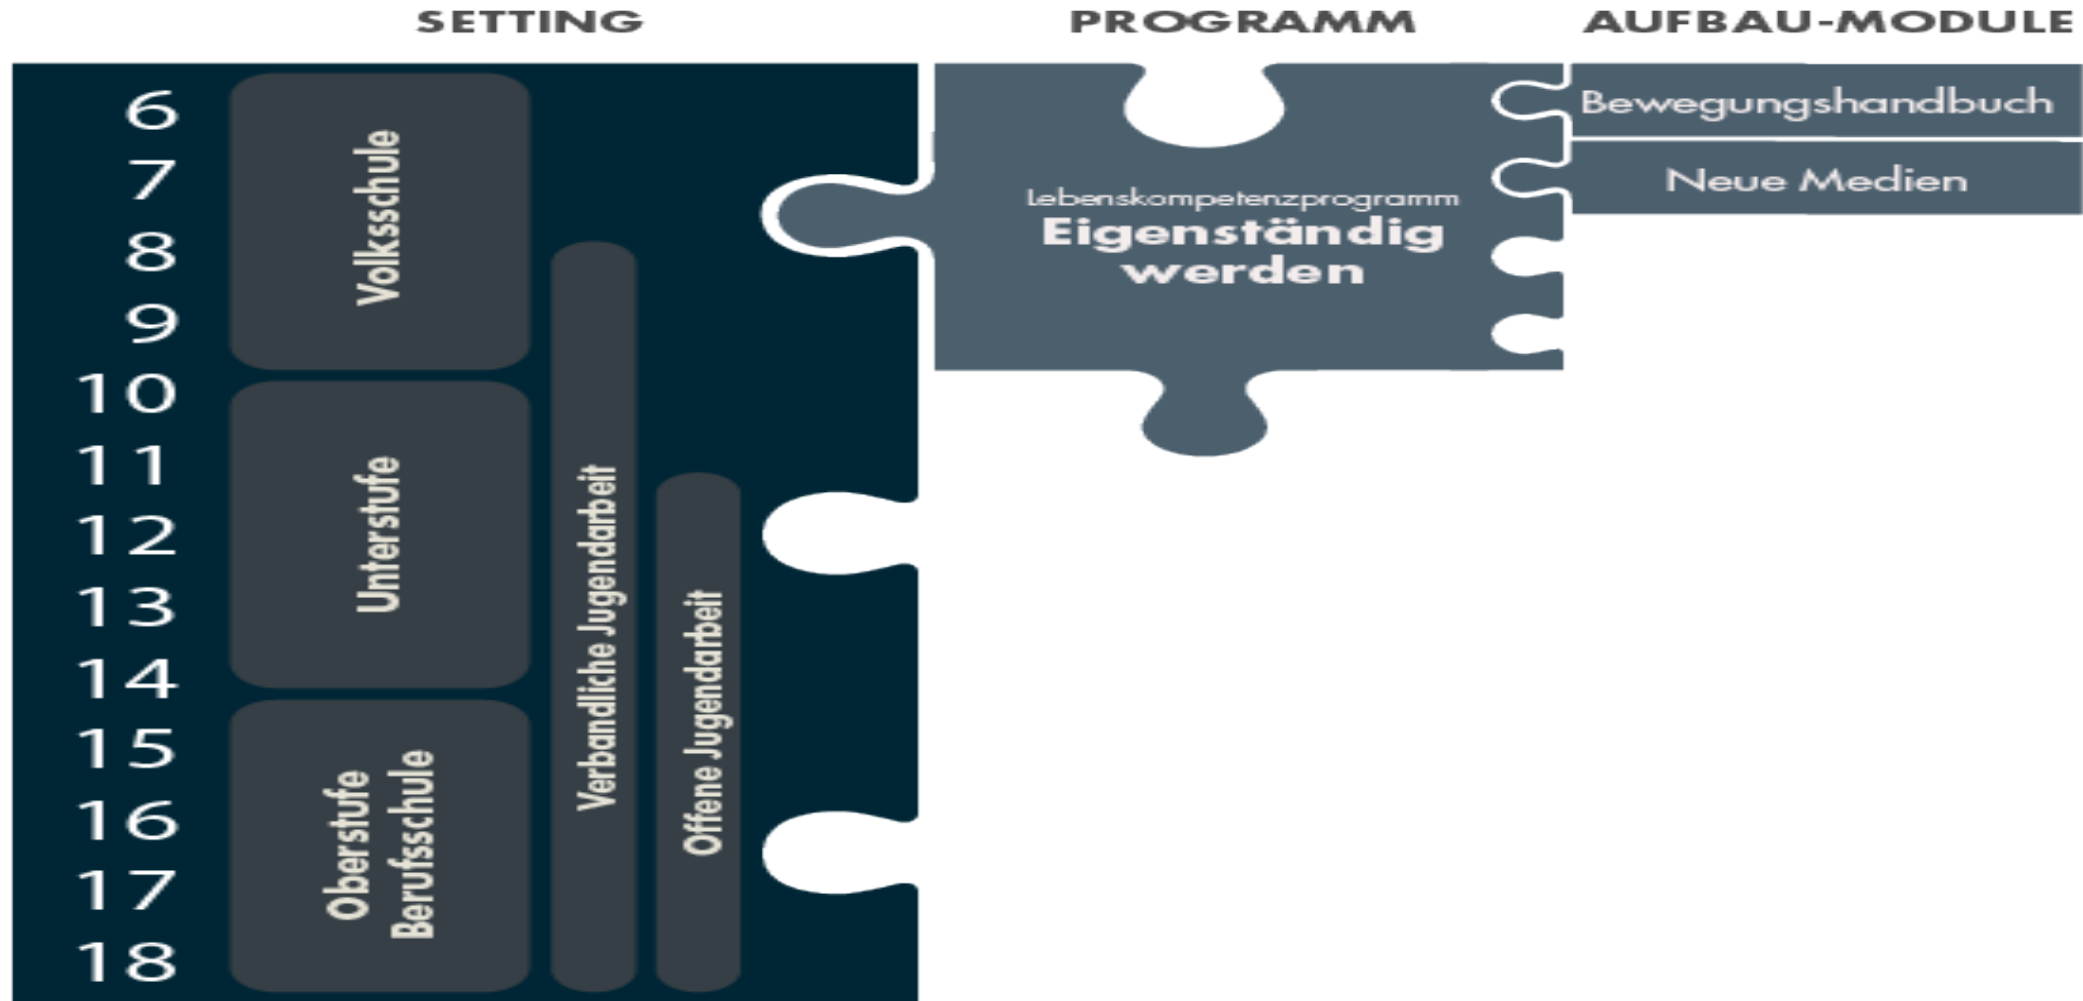 SETTING
PROGRAMM
AUFBAU-MODULE
6
7
8
9
10
11
12
13
14
15
16
17
18
Volksschule
Unterstufe
Oberstufe
Berufsschule
Verbandliche Jugendarbeit
Offene Jugendarbeit
Lebenskompetenzprogramm
Eigenständig
werden
Bewegungshandbuch
Neue Medien